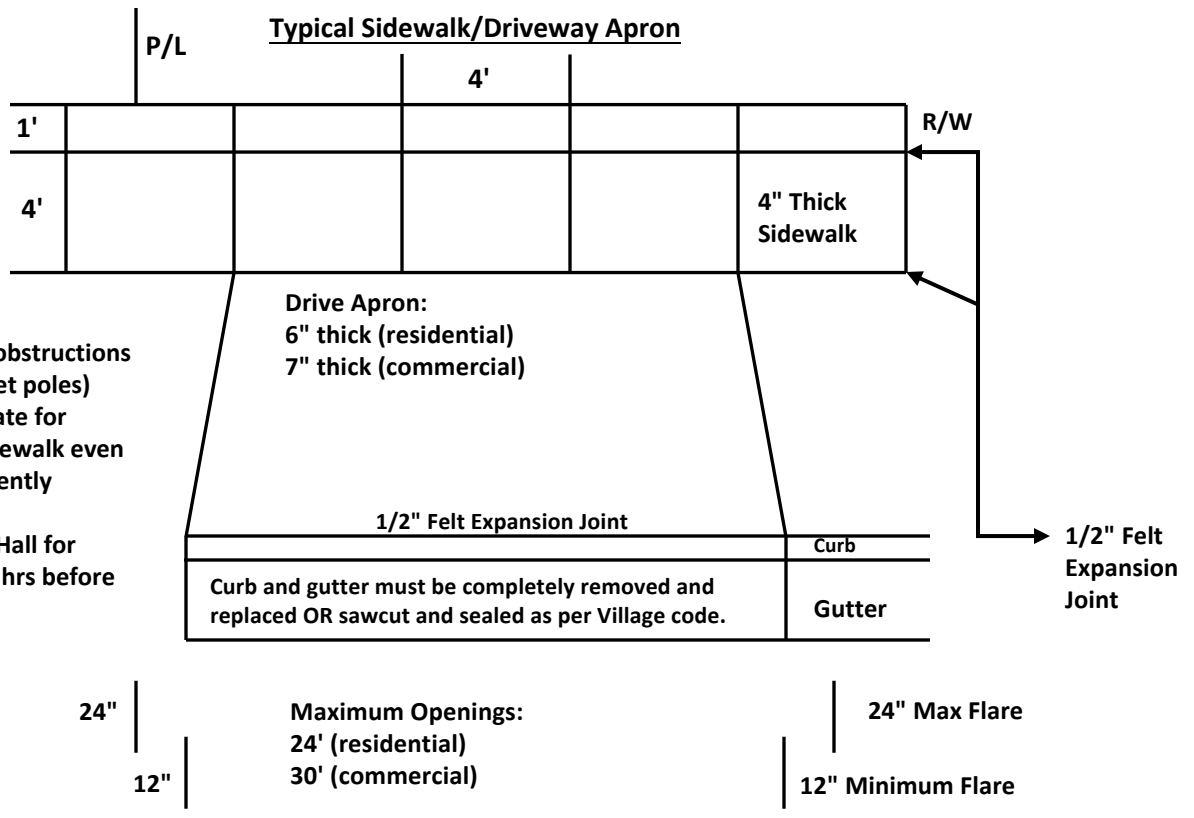 Typical Sidewalk/Driveway Apron
P/L
4'
1'
R/W
4'
4" Thick
Sidewalk
Drive Apron:
6" thick (residential)
7" thick (commercial)
obstructions
et poles)
ate for
ewalk even
ently
Hall for
hrs before
1/2" Felt Expansion Joint
Curb
1/2" Felt
Expansion
Joint
Curb and gutter must be completely removed and
replaced OR sawcut and sealed as per Village code.
Gutter
24"
Maximum Openings:
24' (residential)
30' (commercial)
24" Max Flare
12"
12" Minimum Flare